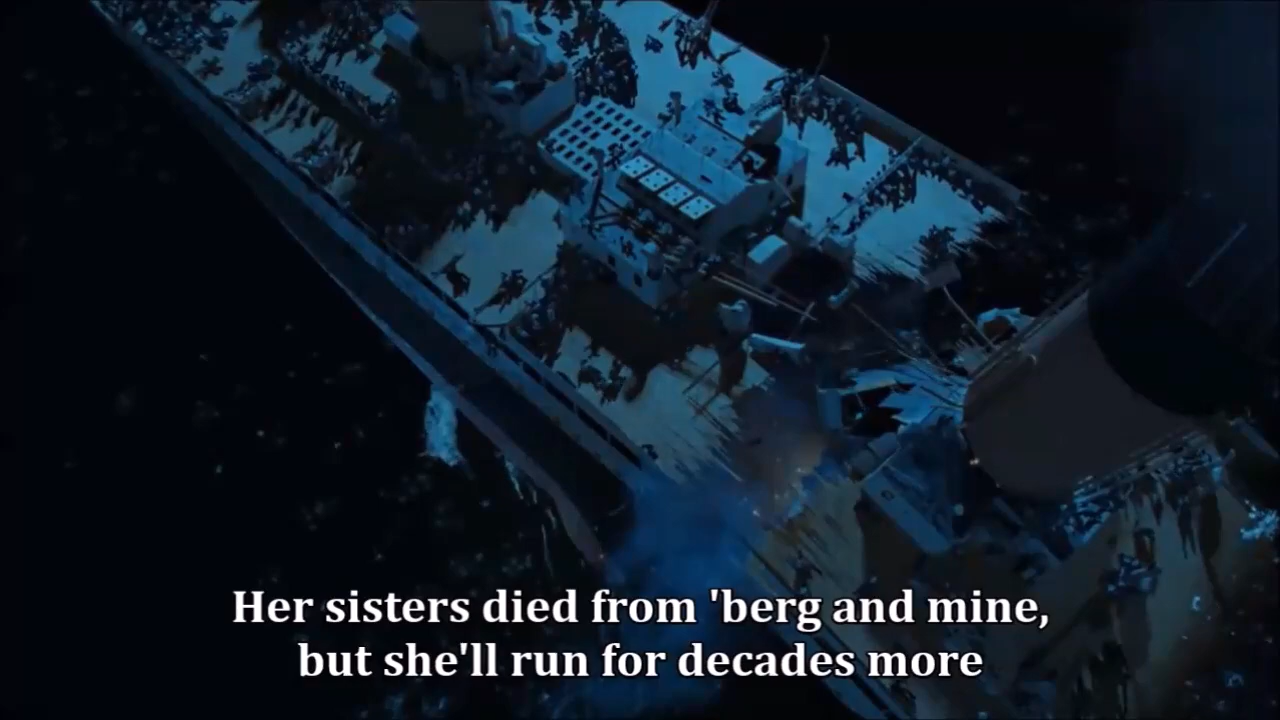 Her sisters died from 'berg and mine,
but she'll run for decades more